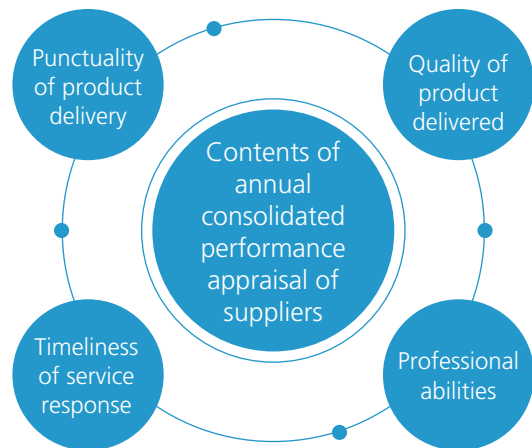 Punctuality
of product
delivery
Quality of
product
delivered
Contents of
annual
consolidated
performance
appraisal of
suppliers
Timeliness
of service
response
Professional
abilities